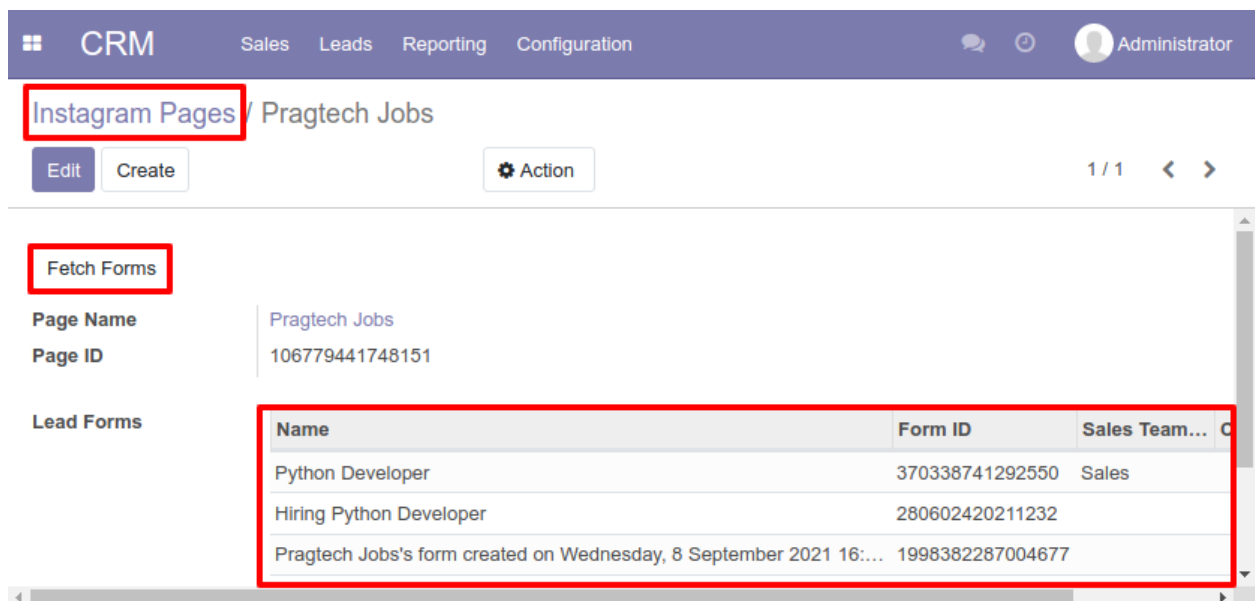 CRM Sales Leads Reporting Configuration Administrator
Instagram Pages / Pragtech Jobs
Edit Create Action 1 / 1
Fetch Forms
Page Name Pragtech Jobs
Page ID 106779441748151
Lead Forms
Name Form ID Sales Team... C
Python Developer 370338741292550 Sales
Hiring Python Developer 280602420211232
Pragtech Jobs's form created on Wednesday, 8 September 2021 16:... 1998382287004677